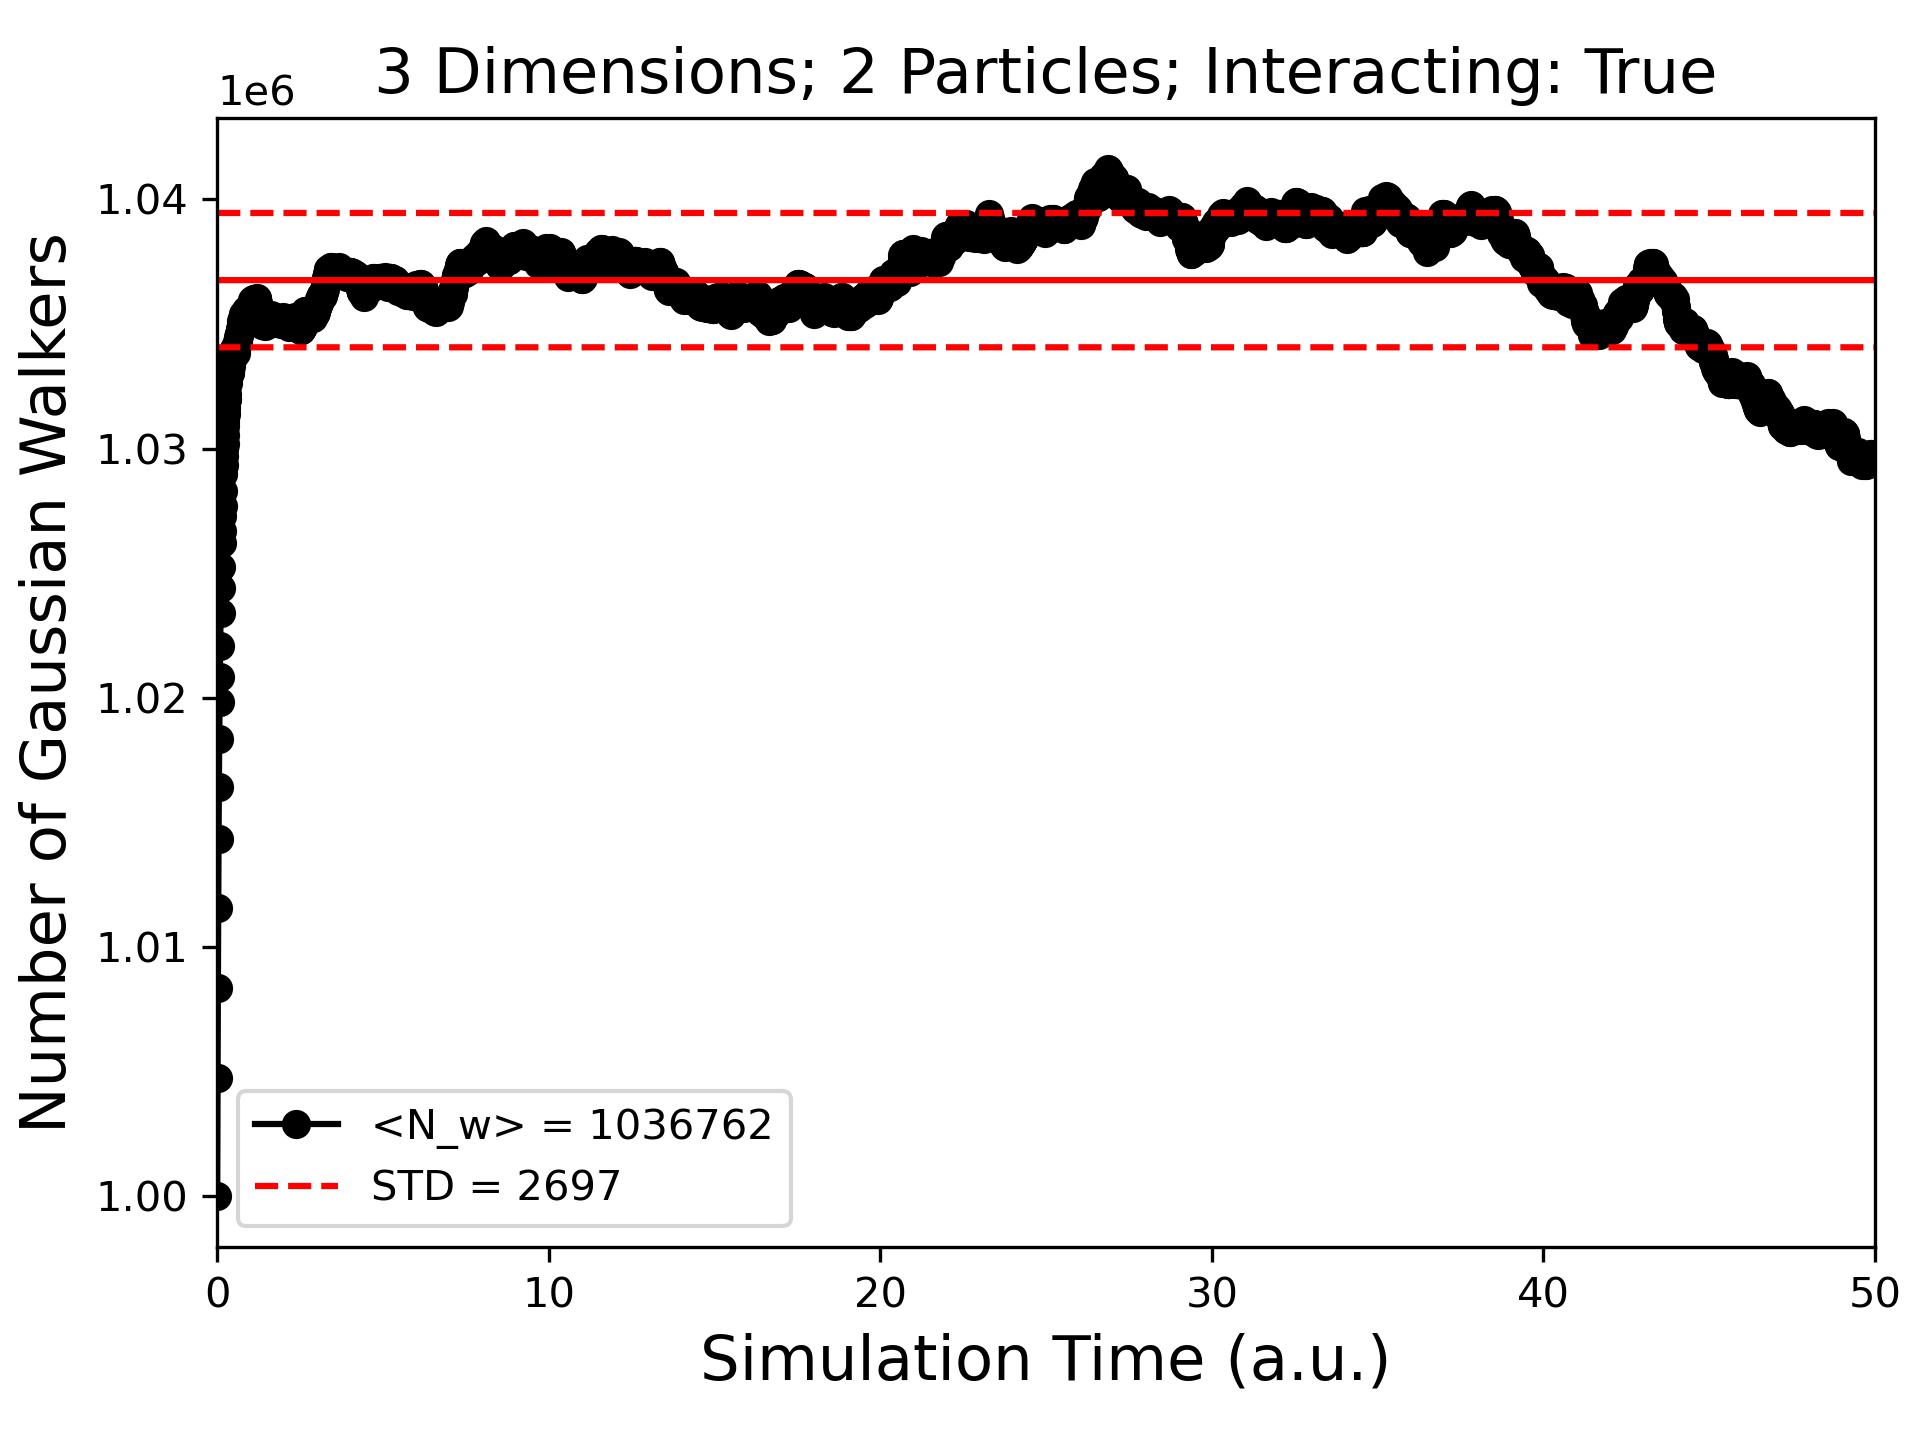 3 Dimensions; 2 Particles; Interacting: True
1e6
1.04
1.03
1.02
1.01
1.00
Number of Gaussian Walkers
<N_w> = 1036762
STD = 2697
0 10 20 30 40 50
Simulation Time (a.u.)